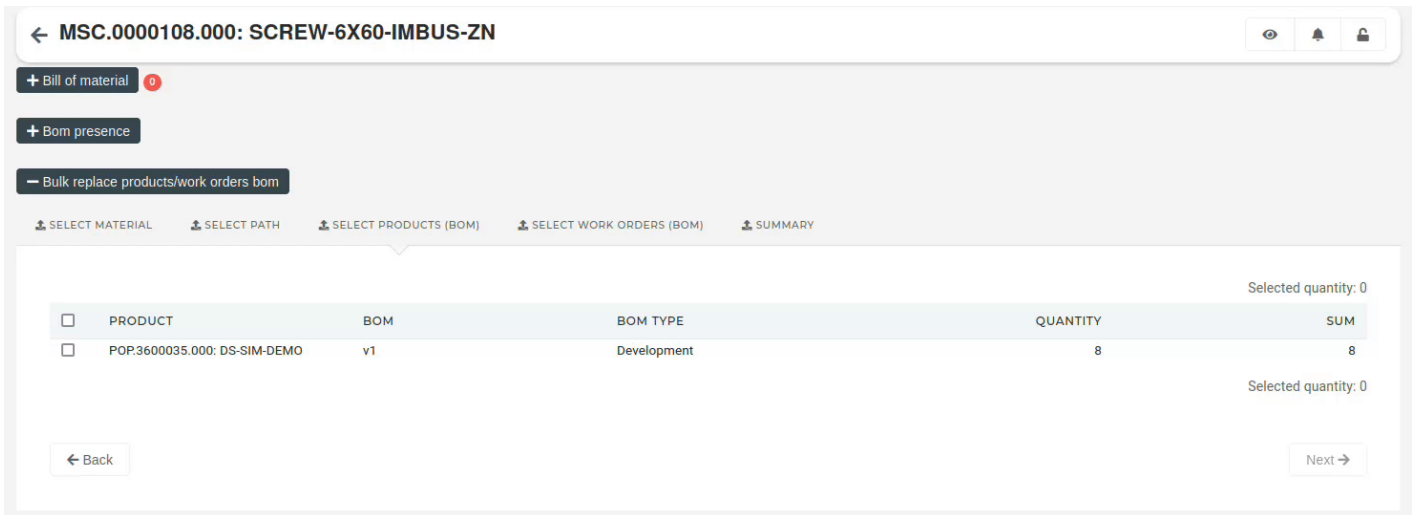 MSC.0000108.000: SCREW-6X60-IMBUS-ZN
Bill of material 0
Bom presence
Bulk replace products/work orders bom
SELECT MATERIAL SELECT PATH SELECT PRODUCTS (BOM) SELECT WORK ORDERS (BOM) SUMMARY
Selected quantity: 0
PRODUCT BOM BOM TYPE QUANTITY SUM
POP.3600035.000: DS-SIM-DEMO v1 Development 8 8
Selected quantity: 0
Back Next